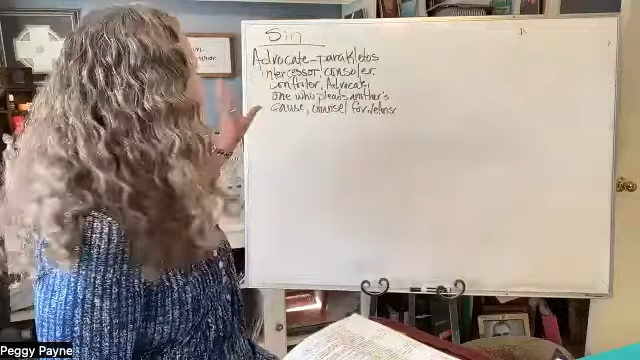 Sin
Advocate - parakletos
intercessor, consoler
comforter, Advocate,
one who pleads another's
cause, counsel for defense
Peggy Payne